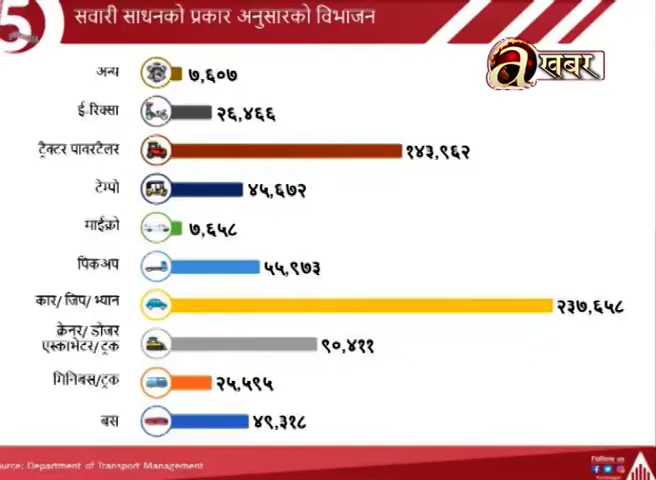 5
सवारी साधनको प्रकार अनुसारको विभाजन
a खबर
अन्य ७,६०७
ई-रिक्सा २६,४६६
ट्रैक्टर पावरटैलर १४३,९६२
टेम्पो ४५,६७२
माईक्रो ७,६५८
पिकअप ५५,९७३
कार/ जिप/ भ्यान २३७,६५८
क्रेनर/ डोजर
एस्काभेटर/ट्रक ९०,४११
गिनिबस/ट्रक २५,५९५
बस ४९,३१८
ource: Department of Transport Management
Follow us